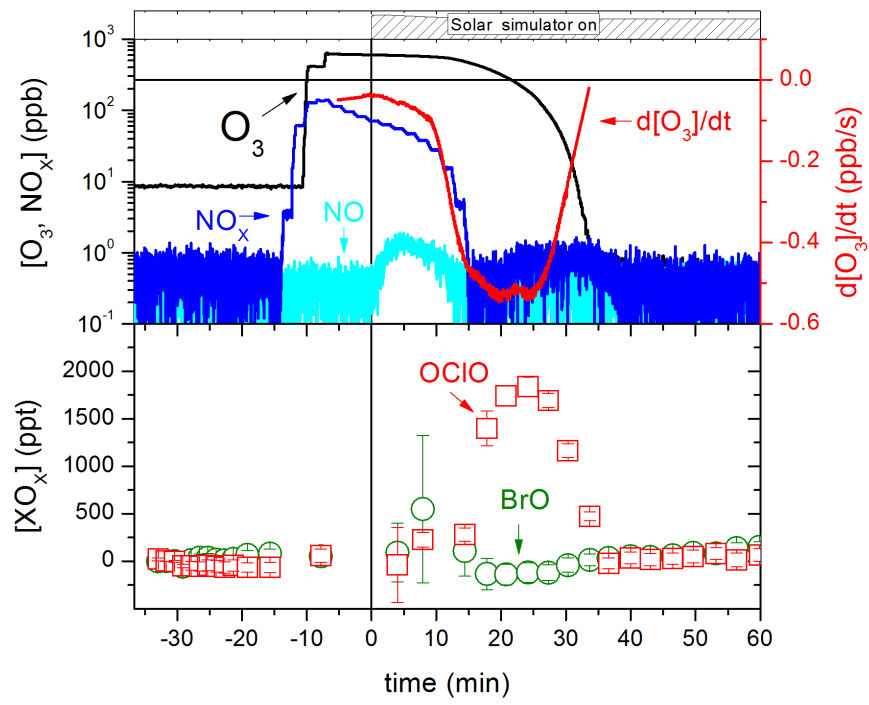 Solar simulator on
10³
10²
10¹
10⁰
10⁻¹
[O₃, NOₓ] (ppb)
O₃
NOₓ
NO
d[O₃]/dt
0.0
-0.2
-0.4
-0.6
d[O₃]/dt (ppb/s)
2000
1500
1000
500
0
[XOₓ] (ppt)
OClO
BrO
-30
-20
-10
0
10
20
30
40
50
60
time (min)